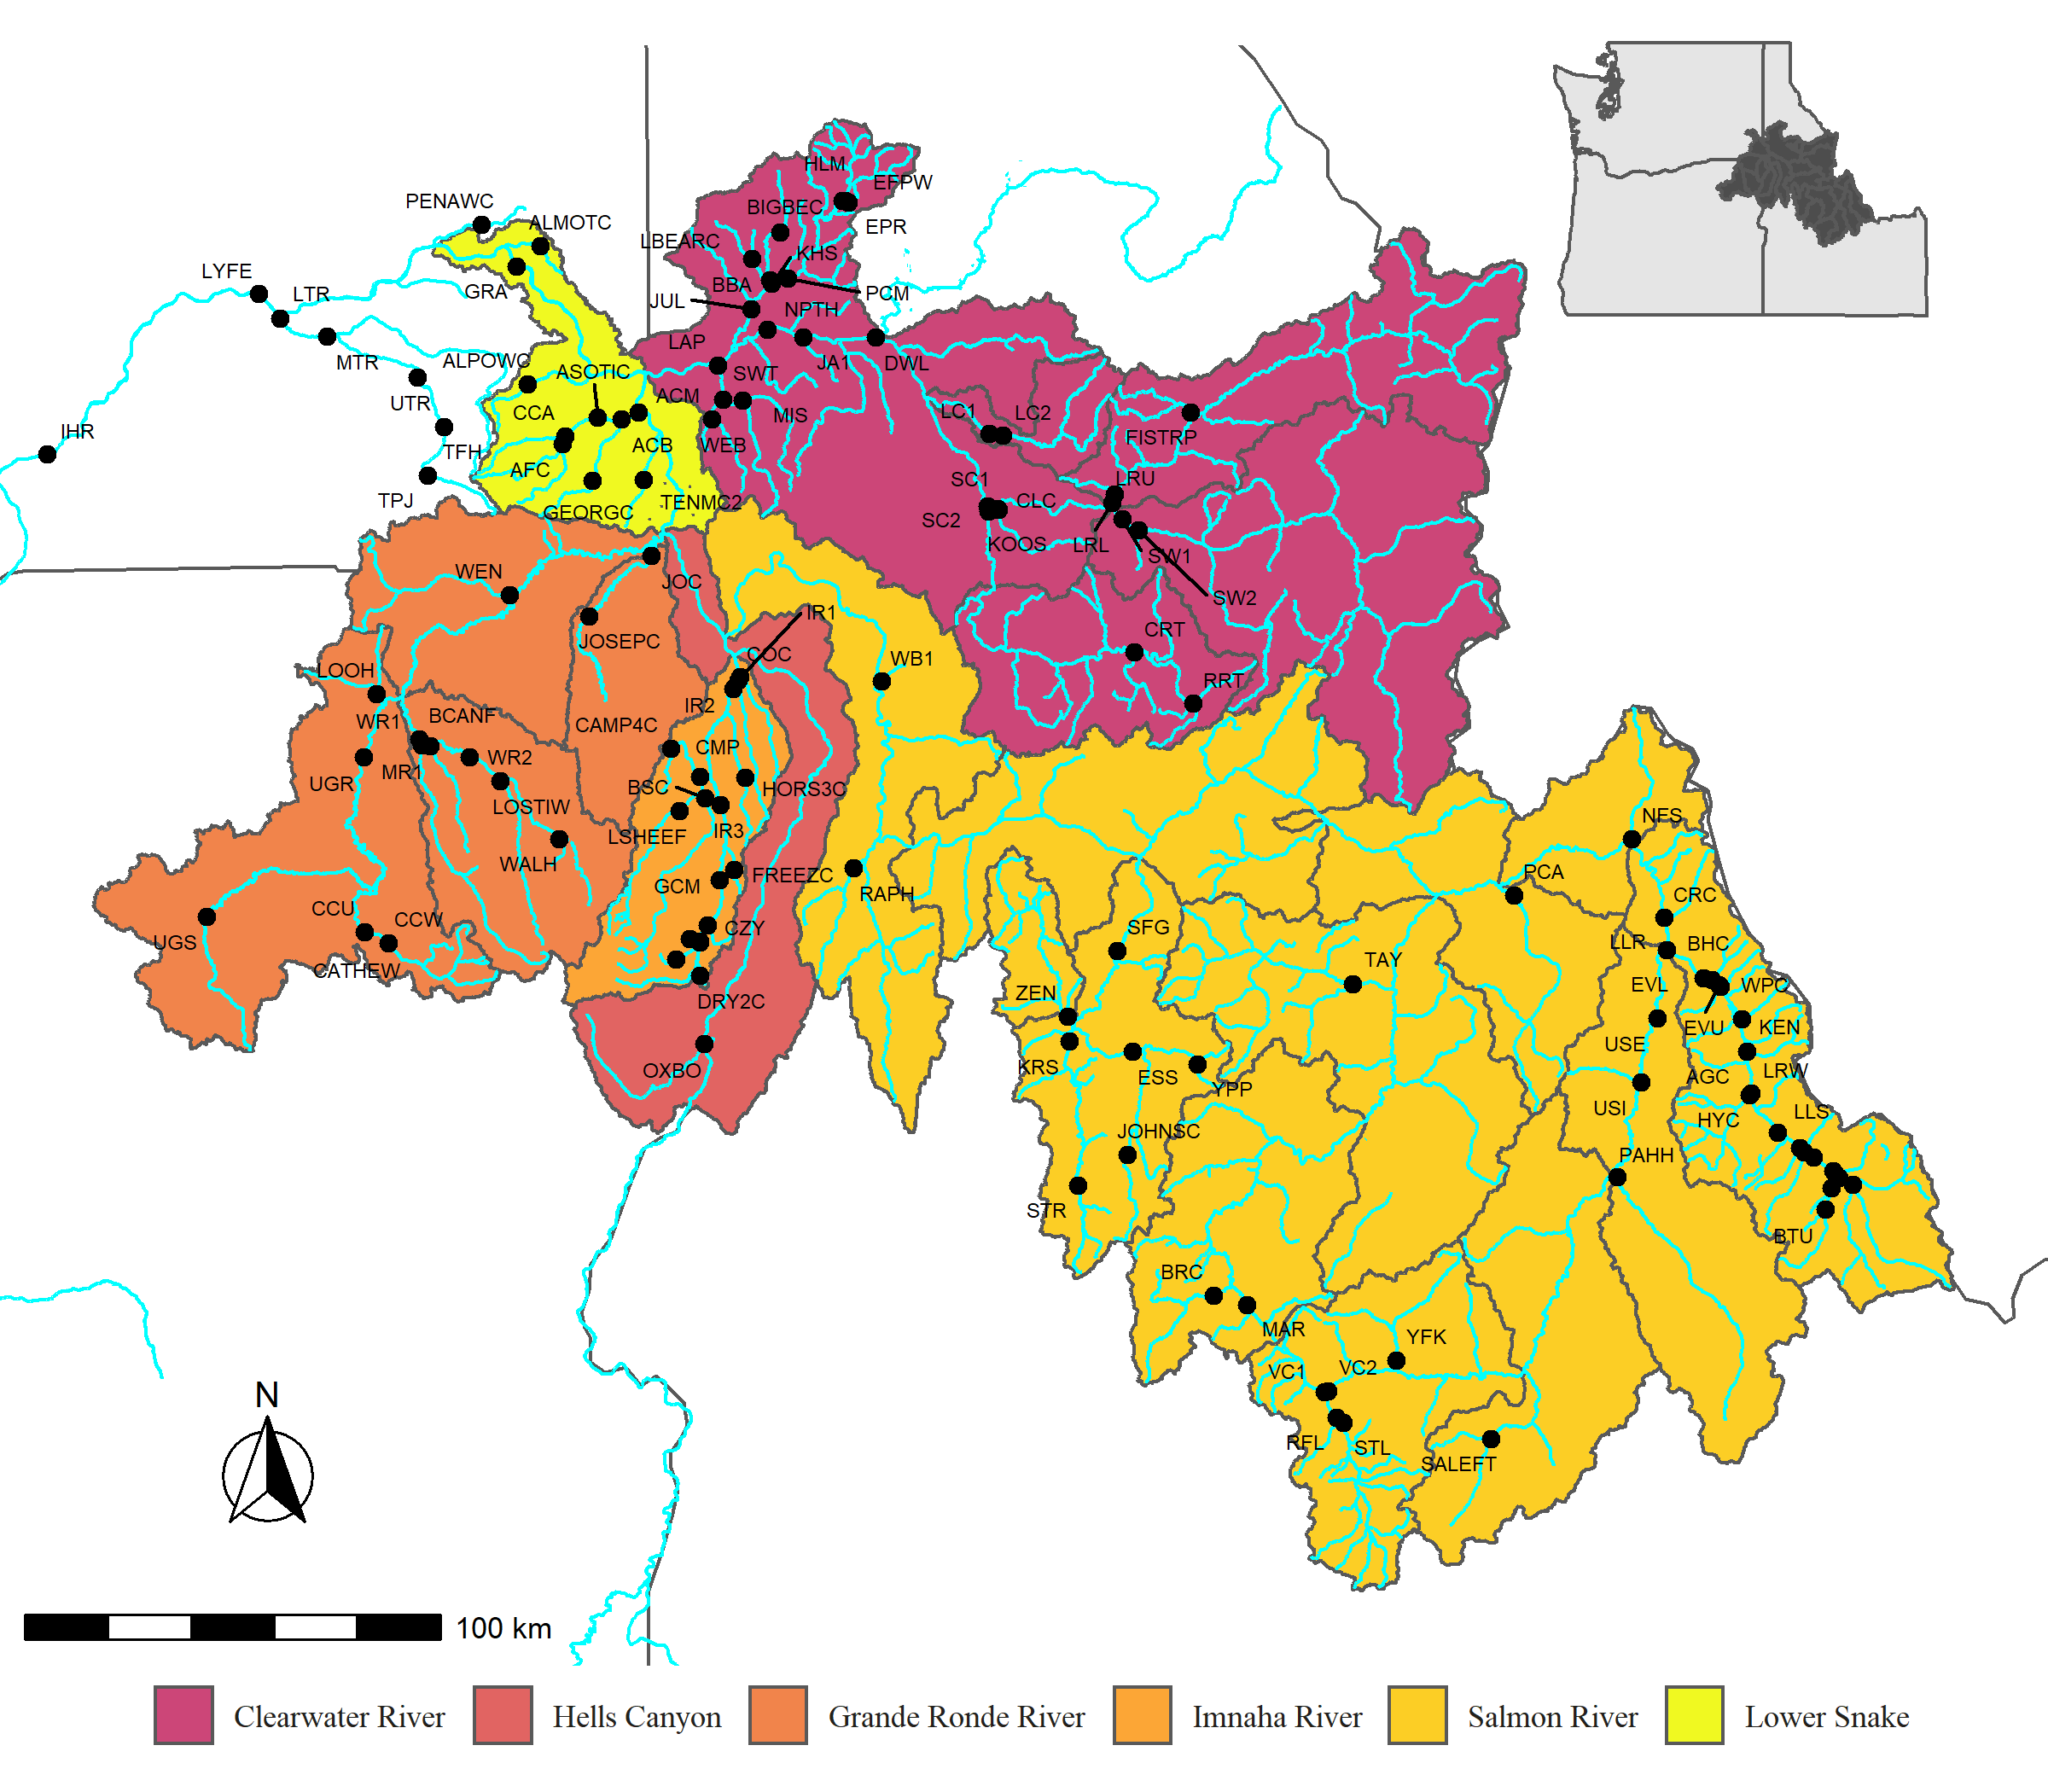 HLM
EFPW
PENAWC
BIGBEC
ALMOTC
EPR
LBEARC
KHS
LYFE
BBA
GRA
LTR
PCM
JUL
NPTH
LAP
MTR
ALPOWC
JA1
DWL
ASOTIC
SWT
UTR
ACM
CCA
MIS
LC1
LC2
IHR
FISTRP
TFH
ACB
WEB
AFC
LRU
SC1
TPJ
TENMC2
CLC
GEORGC
SC2
KOOS
LRL
SW1
WEN
JOC
SW2
IR1
JOSEPC
CRT
COC
WB1
LOOH
RRT
IR2
WR1
BCANF
CAMP4C
CMP
WR2
MR1
UGR
BSC
HORS3C
LOSTIW
NFS
LSHEEF
IR3
WALH
PCA
FREEZC
GCM
RAPH
CRC
CCU
CCW
CZY
SFG
UGS
LLR
BHC
TAY
CATHEW
EVL
WPC
ZEN
DRY2C
EVU
KEN
USE
KRS
OXBO
ESS
AGC
LRW
YPP
USI
LLS
HYC
JOHNSC
PAHH
STR
BTU
BRC
MAR
YFK
VC1
VC2
RFL
STL
SALEFT
N
100 km
Clearwater River
Hells Canyon
Grande Ronde River
Imnaha River
Salmon River
Lower Snake